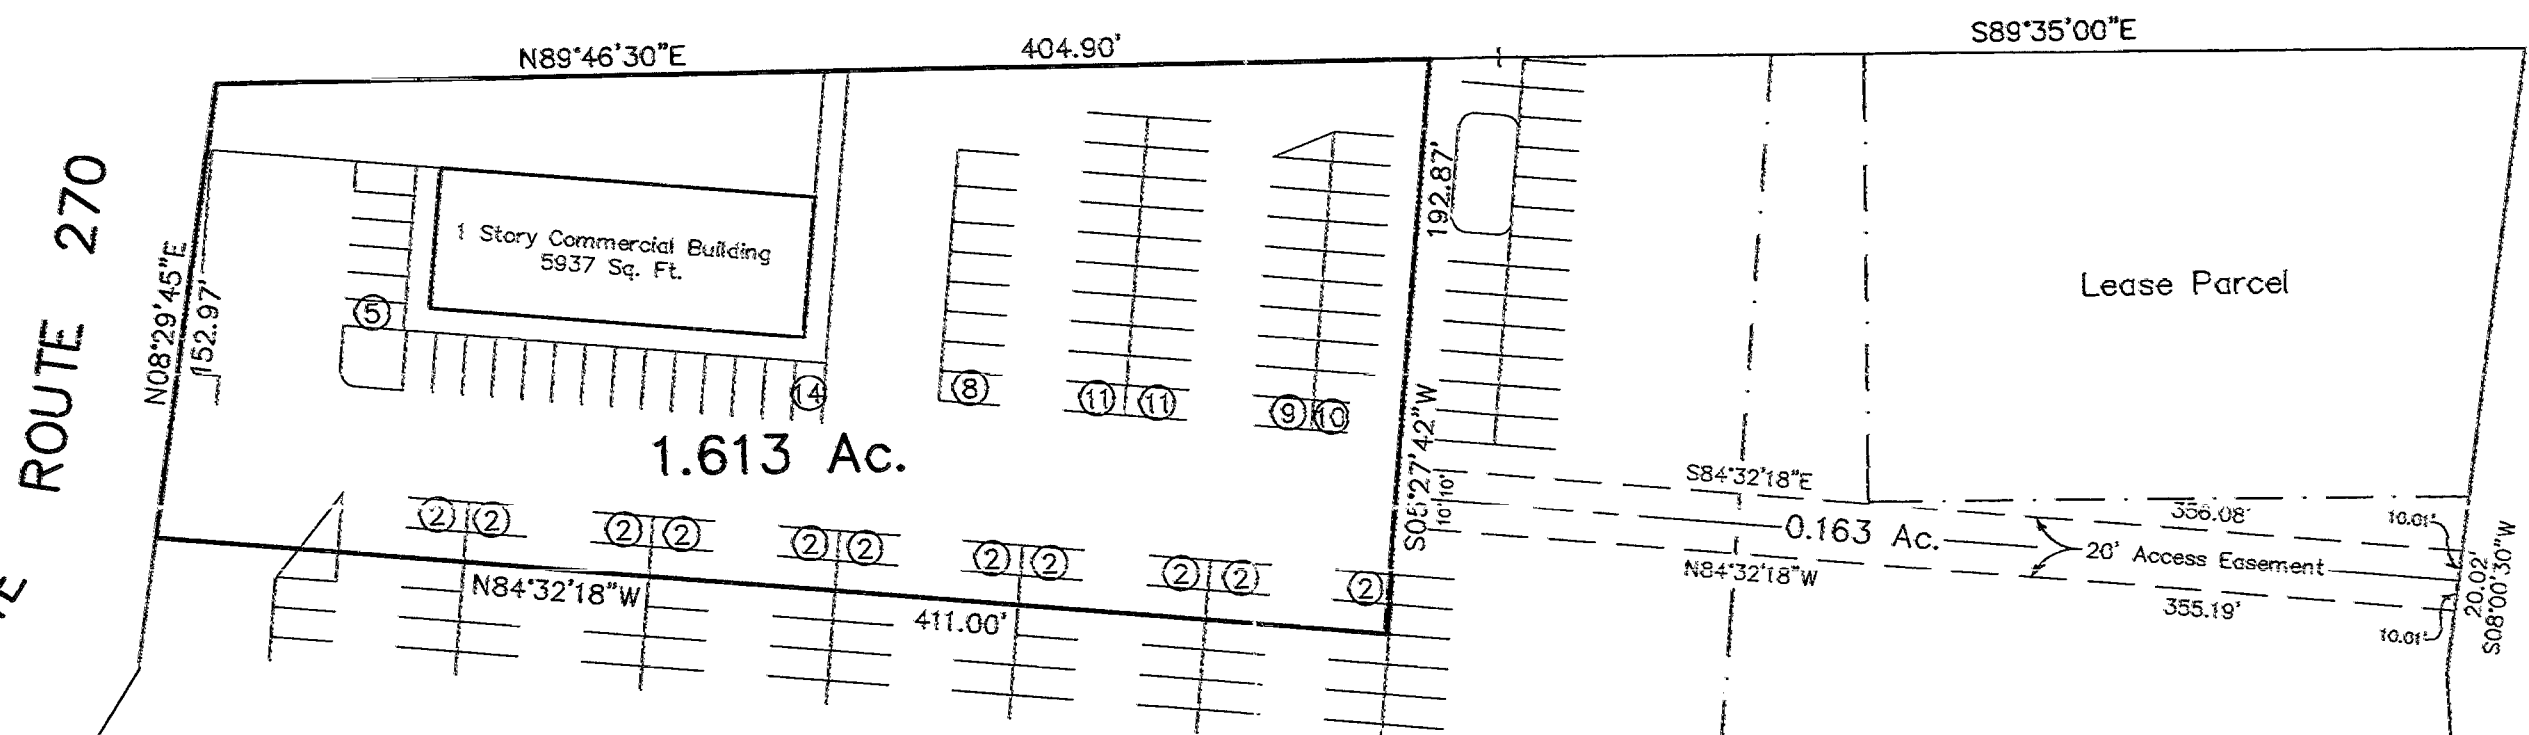 N89°46'30"E
404.90'
S89°35'00"E
ROUTE 270
N08°29'45"E
152.97'
1 Story Commercial Building
5937 Sq. Ft.
192.87'
S05°27'42"W
Lease Parcel
5
14
8
11
11
9
10
1.613 Ac.
10'
10'
S84°32'18"E
0.163 Ac.
N84°32'18"W
356.08'
10.01'
20' Access Easement
355.19'
10.01'
20.02'
S08°00'30"W
2
2
2
2
2
2
2
2
2
2
2
N84°32'18"W
411.00'